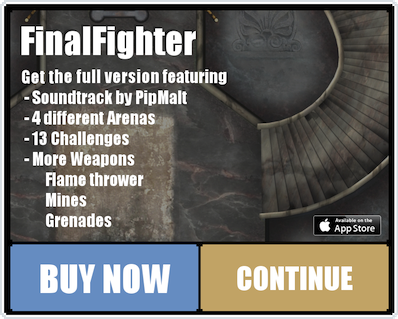 FinalFighter
Get the full version featuring
- Soundtrack by PipMalt
- 4 different Arenas
- 13 Challenges
- More Weapons
Flame thrower
Mines
Grenades
Available on the
App Store
BUY NOW
CONTINUE